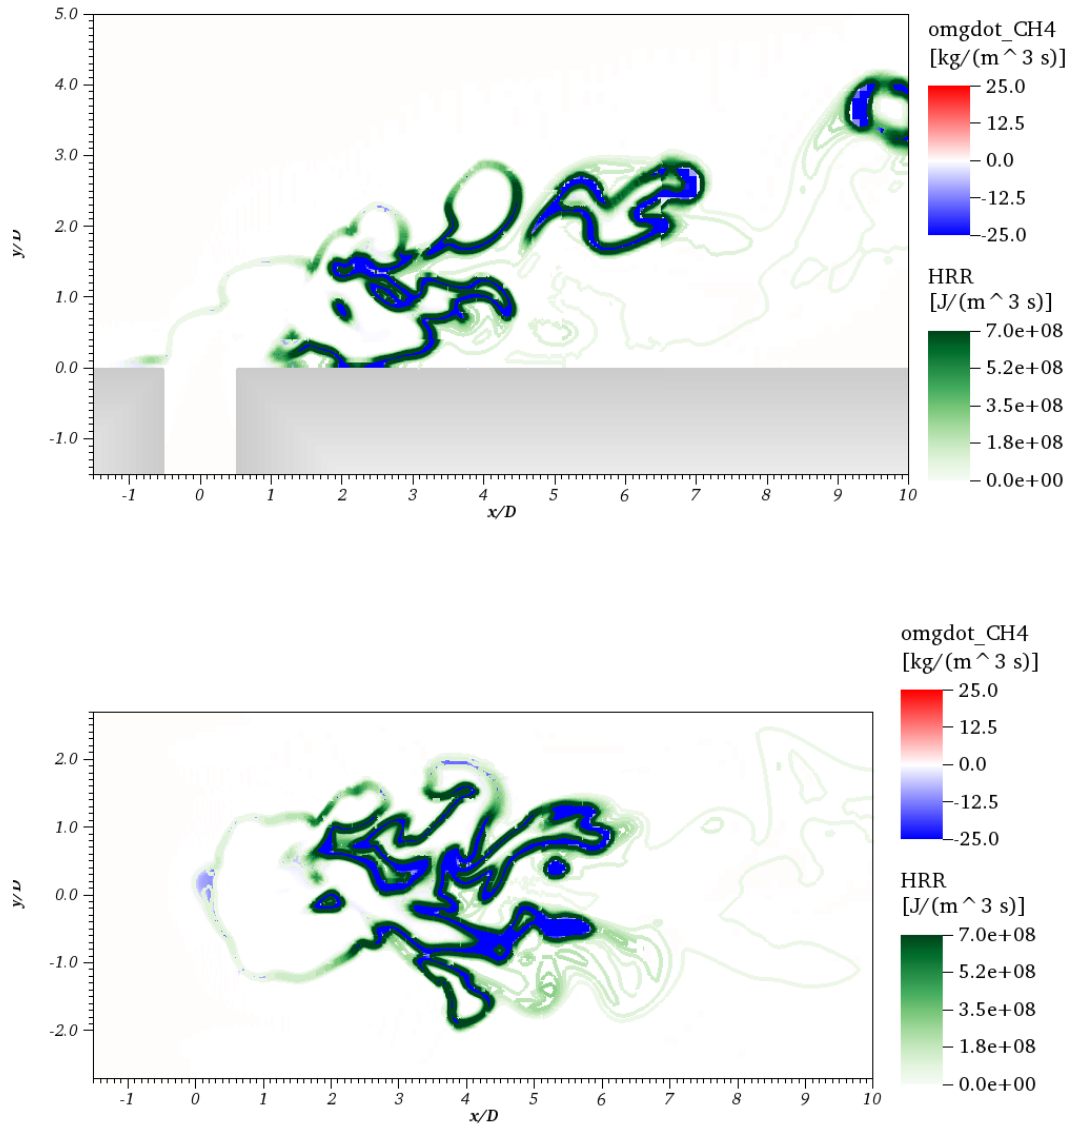 5.0
4.0
3.0
2.0
1.0
0.0
-1.0
y/D
-1 0 1 2 3 4 5 6 7 8 9 10
x/D
omgdot_CH4
[kg/(m^3 s)]
25.0
12.5
0.0
-12.5
-25.0
HRR
[J/(m^3 s)]
7.0e+08
5.2e+08
3.5e+08
1.8e+08
0.0e+00
2.0
1.0
0.0
-1.0
-2.0
y/D
-1 0 1 2 3 4 5 6 7 8 9 10
x/D
omgdot_CH4
[kg/(m^3 s)]
25.0
12.5
0.0
-12.5
-25.0
HRR
[J/(m^3 s)]
7.0e+08
5.2e+08
3.5e+08
1.8e+08
0.0e+00